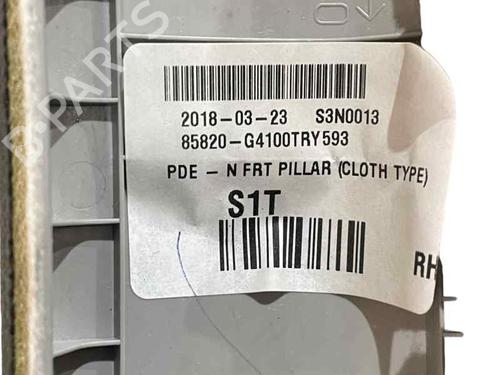 2018-03-23 S3N0013
85820-G4100TRY593
PDE - N FRT PILLAR (CLOTH TYPE)
S1T
RH
B-PARTS